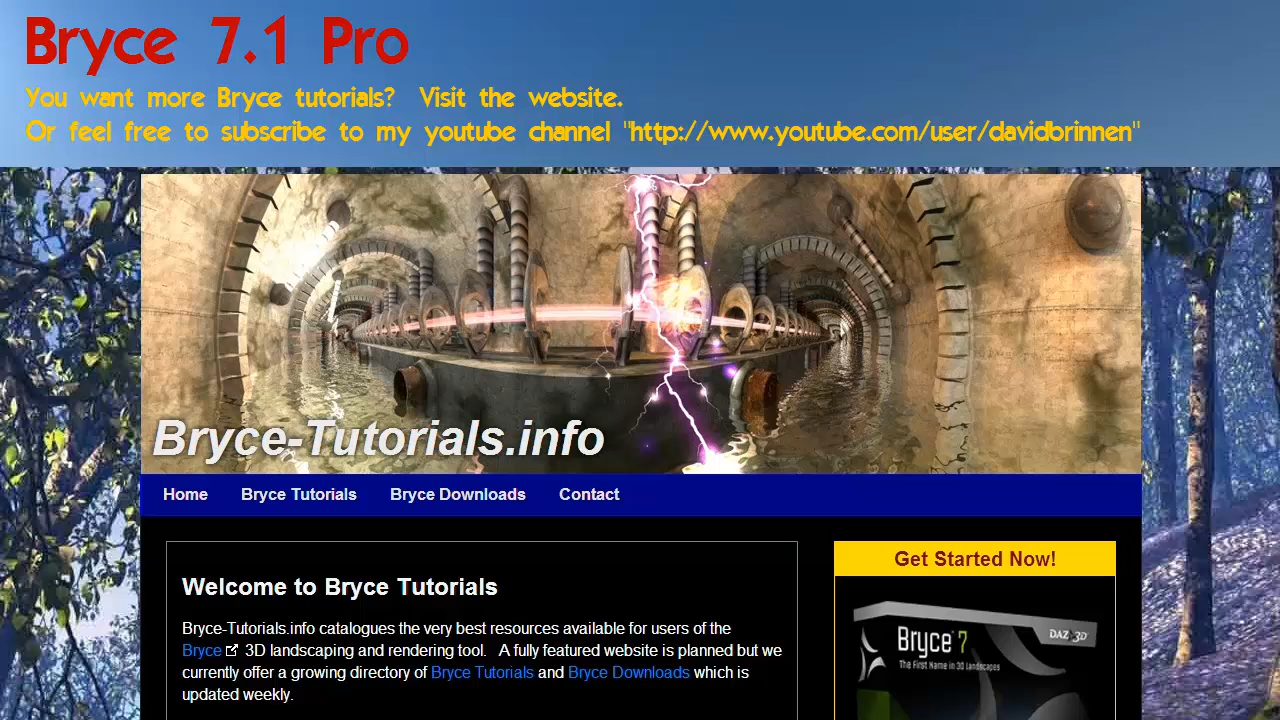 Bryce 7.1 Pro
You want more Bryce tutorials? Visit the website.
Or feel free to subscribe to my youtube channel "http://www.youtube.com/user/davidbrinnen"
Bryce-Tutorials.info
Home Bryce Tutorials Bryce Downloads Contact
Welcome to Bryce Tutorials
Bryce-Tutorials.info catalogues the very best resources available for users of the
Bryce 3D landscaping and rendering tool. A fully featured website is planned but we
currently offer a growing directory of Bryce Tutorials and Bryce Downloads which is
updated weekly.
Get Started Now!
DAZ 3D
Bryce 7
The First Name in 3D Landscapes